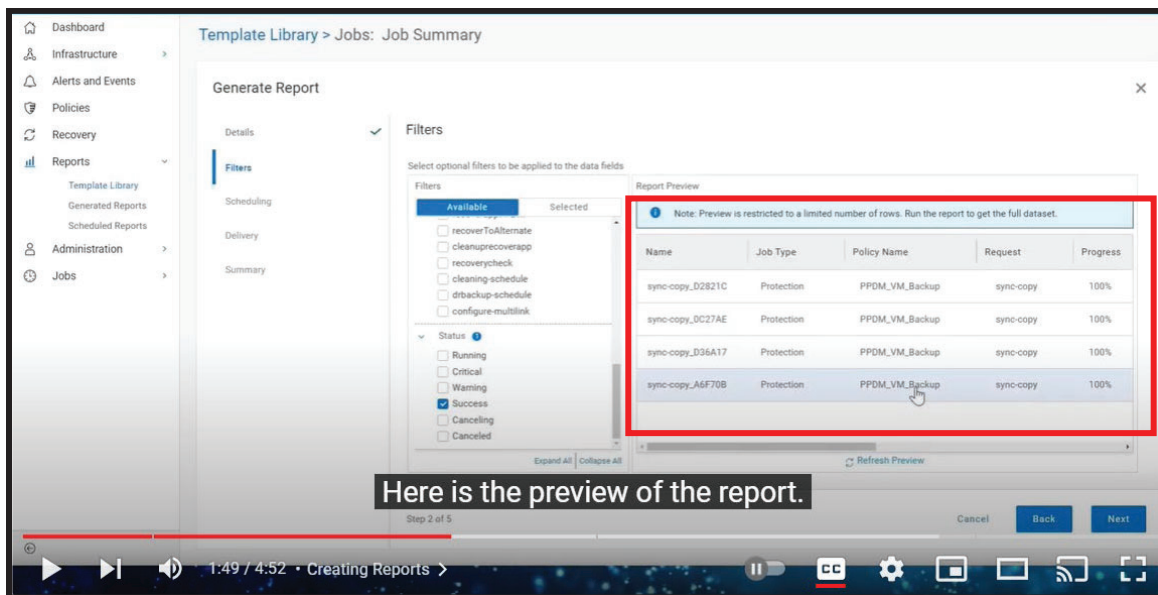 Dashboard
Infrastructure
Alerts and Events
Policies
Recovery
Reports
Template Library
Generated Reports
Scheduled Reports
Administration
Jobs
Template Library > Jobs: Job Summary
Generate Report
Details
Filters
Scheduling
Delivery
Summary
Filters
Select optional filters to be applied to the data fields
Filters
Available Selected
recoverToAlternate
cleanuprecoverapp
recoverycheck
cleaning-schedule
drbackup-schedule
configure-multilink
Status
Running
Critical
Warning
Success
Canceling
Canceled
Expand All Collapse All
Report Preview
Note: Preview is restricted to a limited number of rows. Run the report to get the full dataset.
Name Job Type Policy Name Request Progress
sync-copy_D2821C Protection PPDM_VM_Backup sync-copy 100%
sync-copy_0C27AE Protection PPDM_VM_Backup sync-copy 100%
sync-copy_D36A17 Protection PPDM_VM_Backup sync-copy 100%
sync-copy_A6F70B Protection PPDM_VM_Backup sync-copy 100%
Refresh Preview
Here is the preview of the report.
Step 2 of 5
Cancel Back Next
1:49 / 4:52 • Creating Reports >
CC